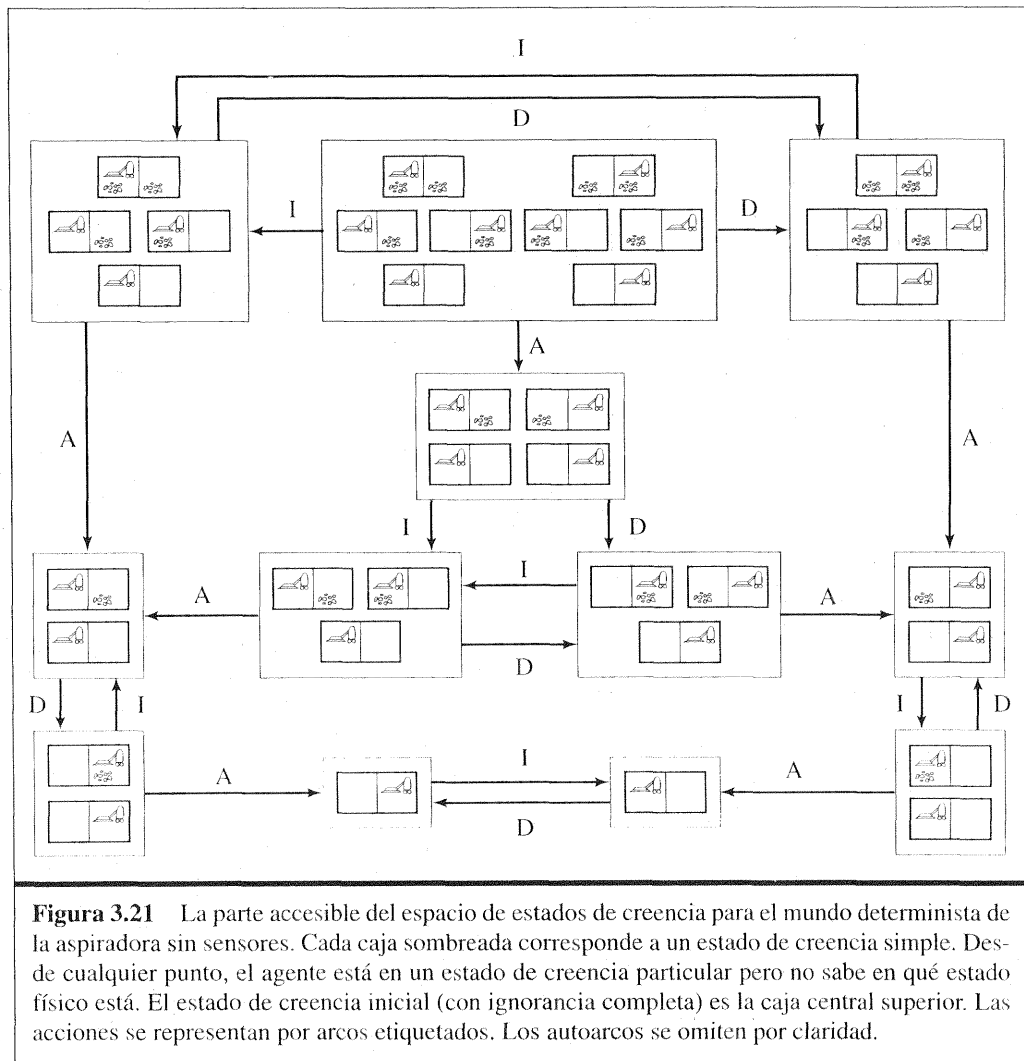 I
D
I
D
A
A
A
I
D
I
A
A
D
D
I
I
D
A
I
A
D
Figura 3.21 La parte accesible del espacio de estados de creencia para el mundo determinista de
la aspiradora sin sensores. Cada caja sombreada corresponde a un estado de creencia simple. Des-
de cualquier punto, el agente está en un estado de creencia particular pero no sabe en qué estado
físico está. El estado de creencia inicial (con ignorancia completa) es la caja central superior. Las
acciones se representan por arcos etiquetados. Los autoarcos se omiten por claridad.